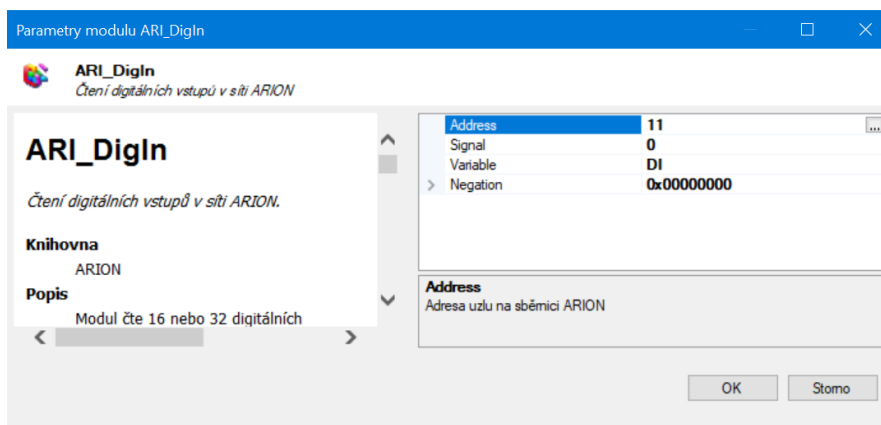 Parametry modulu ARI_DigIn
ARI_DigIn
Čtení digitálních vstupů v síti ARION
ARI_DigIn
Čtení digitálních vstupů v síti ARION.
Knihovna
ARION
Popis
Modul čte 16 nebo 32 digitálních
Address 11 ...
Signal 0
Variable DI
Negation 0x00000000
Address
Adresa uzlu na sběrnici ARION
OK Storno